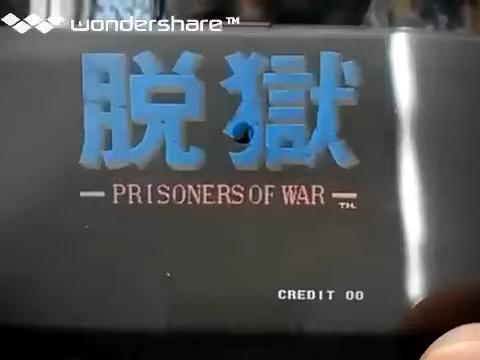 wondershare™
脱獄
— PRISONERS OF WAR —
TM.
CREDIT 00